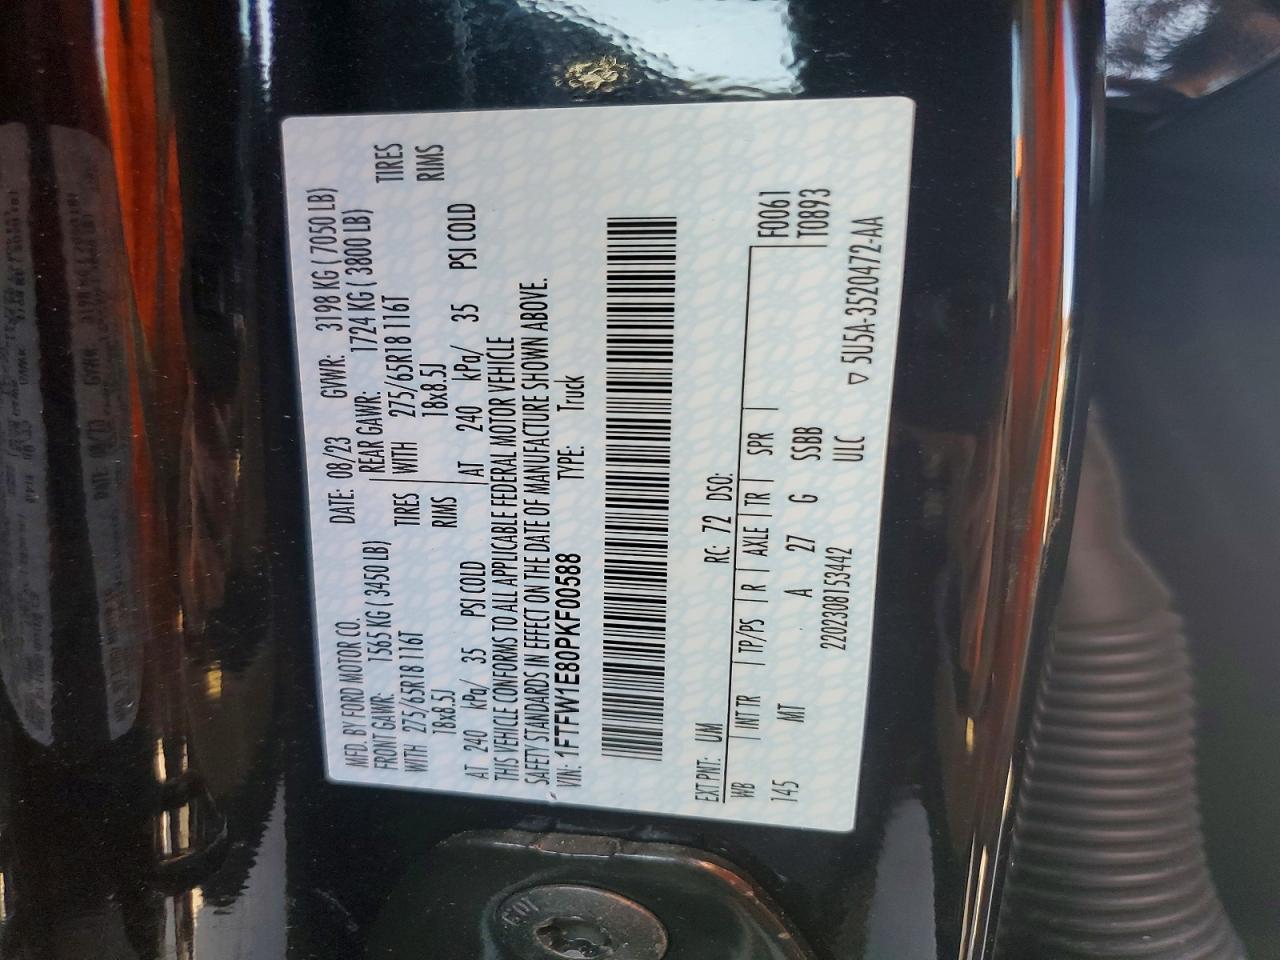 MFD. BY FORD MOTOR CO.
DATE: 08/23 GVWR: 3198 KG ( 7050 LB)
FRONT GAWR: 1565 KG ( 3450 LB)
REAR GAWR: 1724 KG ( 3800 LB)
WITH 275/65R18 116T TIRES
WITH 275/65R18 116T TIRES
18x8.5J RIMS
18x8.5J RIMS
AT 240 kPa/ 35 PSI COLD
AT 240 kPa/ 35 PSI COLD
THIS VEHICLE CONFORMS TO ALL APPLICABLE FEDERAL MOTOR VEHICLE
SAFETY STANDARDS IN EFFECT ON THE DATE OF MANUFACTURE SHOWN ABOVE.
VIN: 1FTFW1E80PKF00588 TYPE: Truck
EXT PNT: UM RC: 72 DSO:
F0061
WB INT TR TP/PS R AXLE TR SPR
T0893
145 MT A 27 G SSBB
2202308153442 ULC
▽ 5U5A-3520472-AA